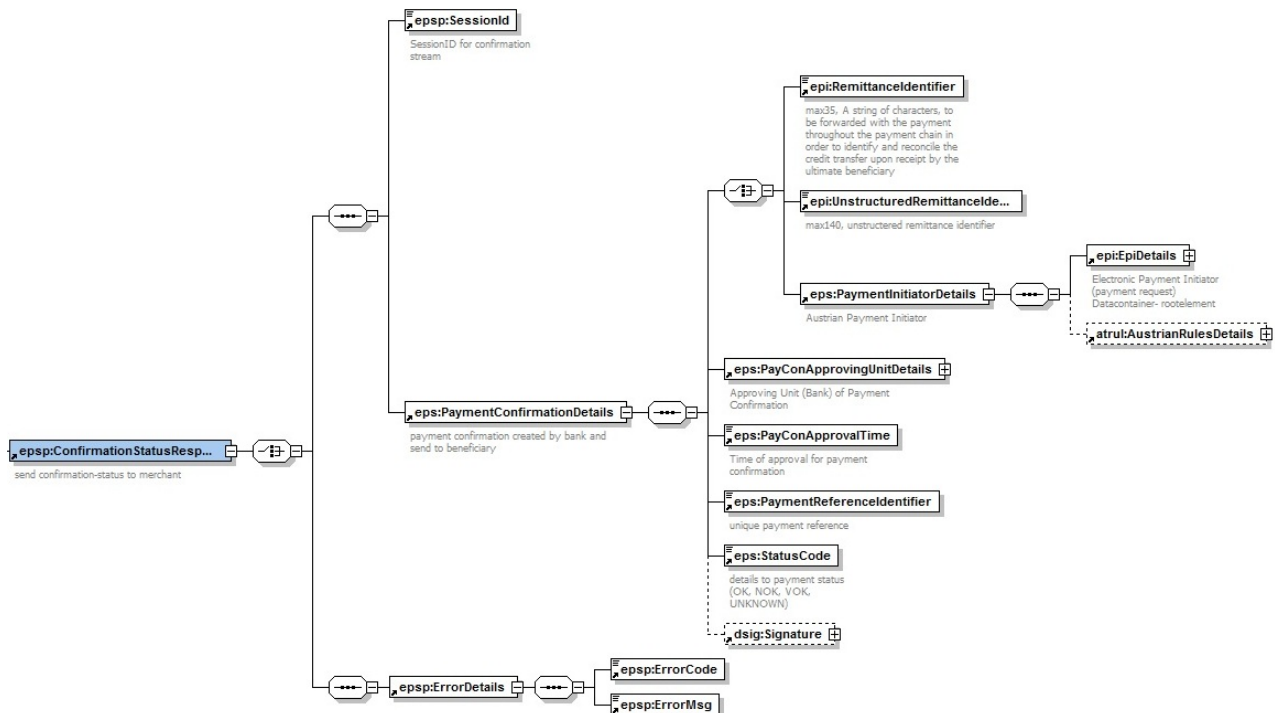 epsp:SessionId
SessionID for confirmation
stream
epi:RemittanceIdentifier
max35, A string of characters, to
be forwarded with the payment
throughout the payment chain in
order to identify and reconcile the
credit transfer upon receipt by the
ultimate beneficiary
epi:UnstructuredRemittanceIde...
max140, unstructered remittance identifier
epi:EpiDetails
Electronic Payment Initiator
(payment request)
Datacontainer- rootelement
eps:PaymentInitiatorDetails
Austrian Payment Initiator
atrul:AustrianRulesDetails
eps:PayConApprovingUnitDetails
Approving Unit (Bank) of Payment
Confirmation
eps:PaymentConfirmationDetails
payment confirmation created by bank and
send to beneficiary
eps:PayConApprovalTime
Time of approval for payment
confirmation
epsp:ConfirmationStatusResp...
send confirmation-status to merchant
eps:PaymentReferenceIdentifier
unique payment reference
eps:StatusCode
details to payment status
(OK, NOK, VOK,
UNKNOWN)
dsig:Signature
epsp:ErrorDetails
epsp:ErrorCode
epsp:ErrorMsg